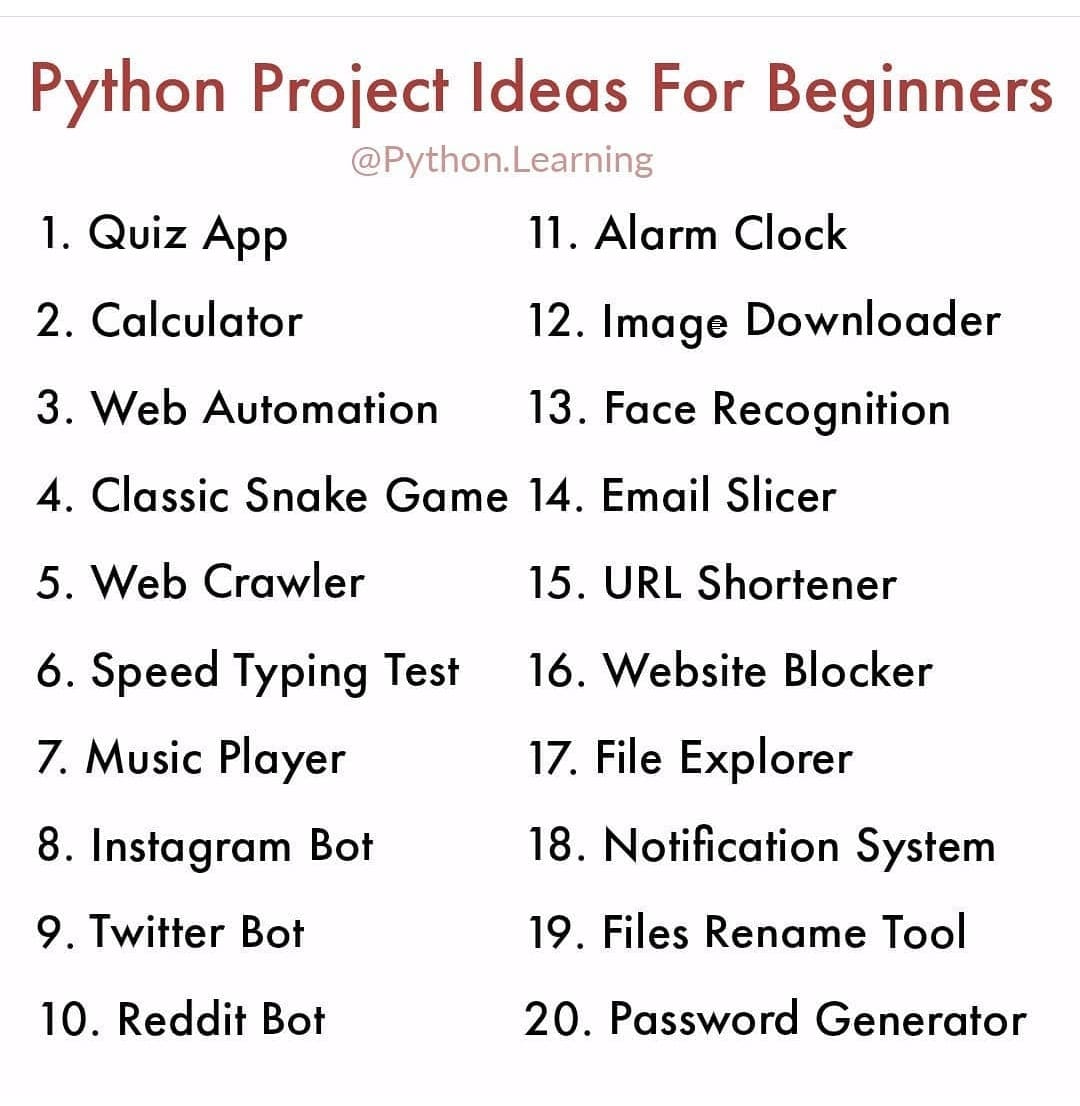 Python Project Ideas For Beginners
@Python.Learning
1. Quiz App
2. Calculator
3. Web Automation
4. Classic Snake Game
5. Web Crawler
6. Speed Typing Test
7. Music Player
8. Instagram Bot
9. Twitter Bot
10. Reddit Bot
11. Alarm Clock
12. Image Downloader
13. Face Recognition
14. Email Slicer
15. URL Shortener
16. Website Blocker
17. File Explorer
18. Notification System
19. Files Rename Tool
20. Password Generator